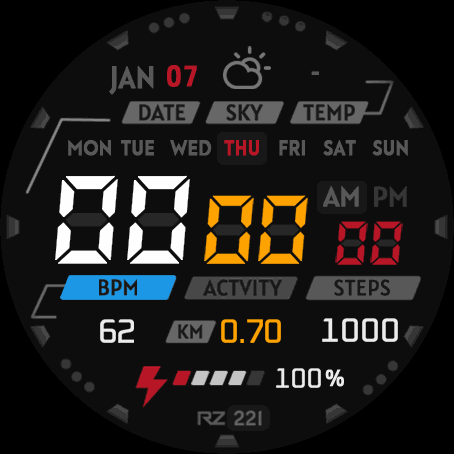 JAN 07 -
DATE SKY TEMP
MON TUE WED THU FRI SAT SUN
AM PM
00 00 00
BPM ACTVITY STEPS
62 KM 0.70 1000
100%
RZ 221